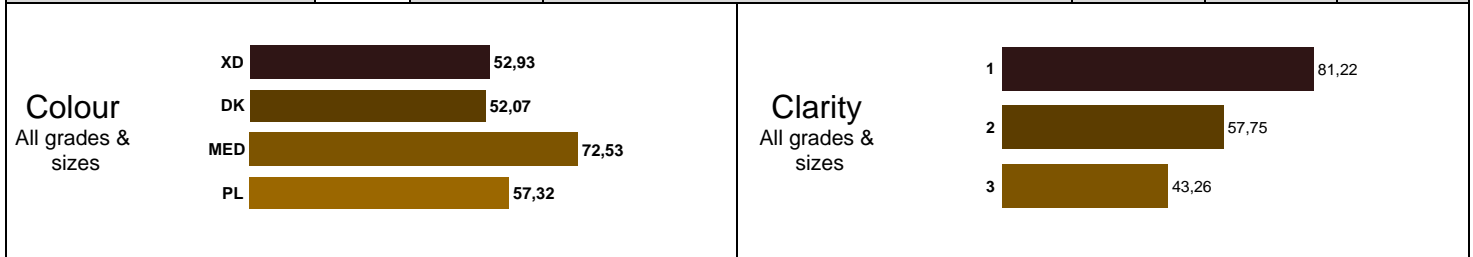 Colour
All grades &
sizes
XD 52,93
DK 52,07
MED 72,53
PL 57,32
Clarity
All grades &
sizes
1 81,22
2 57,75
3 43,26